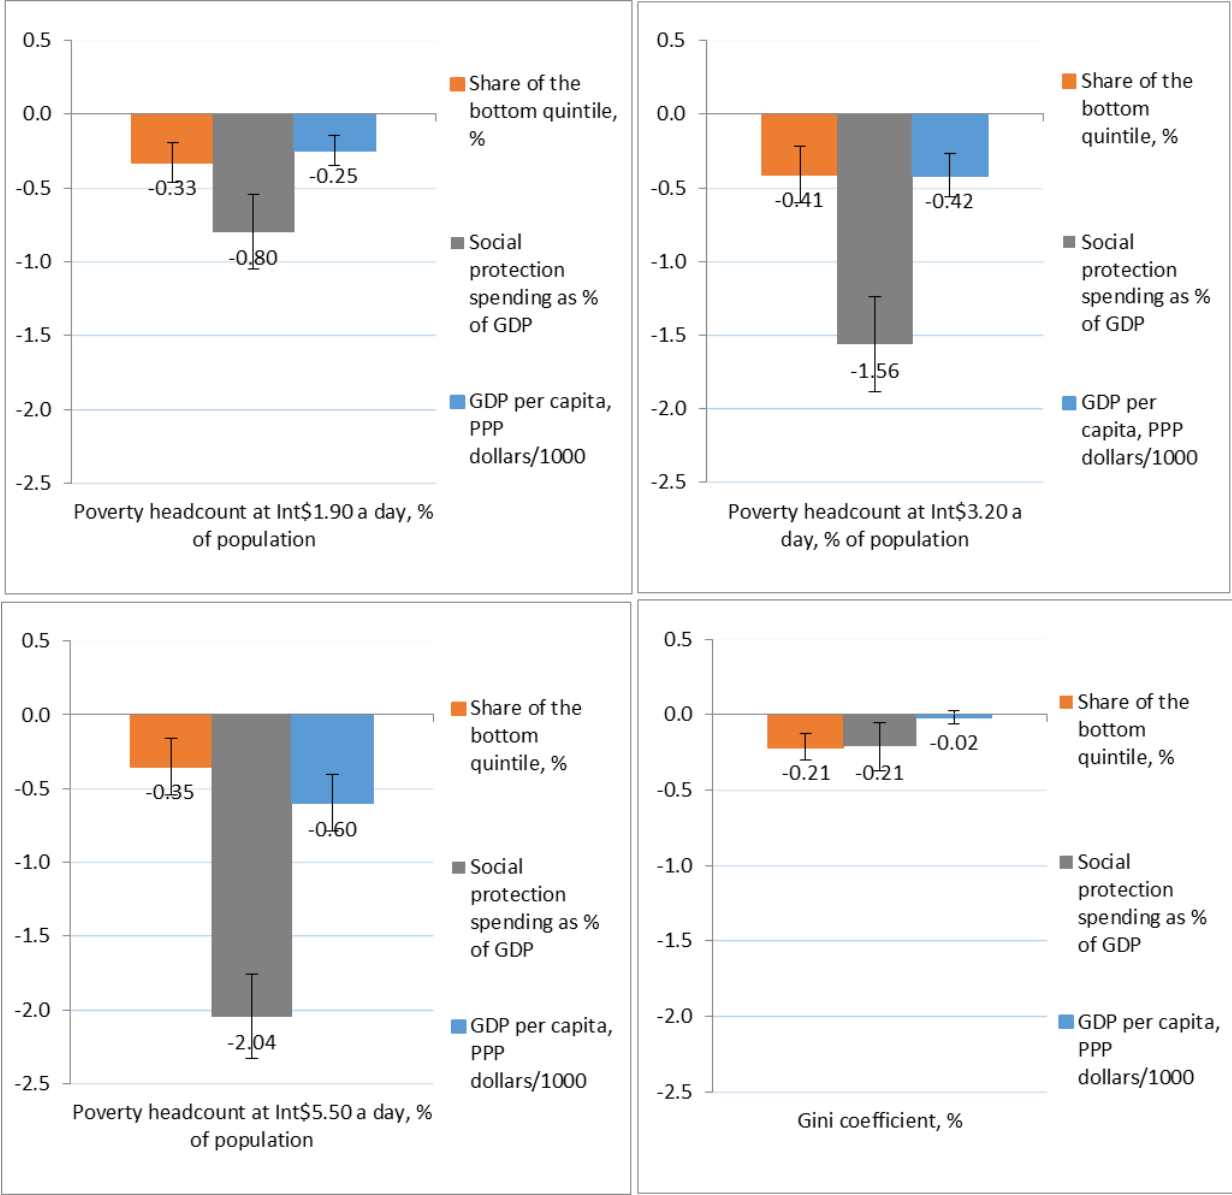 0.5
0.0
-0.5
-1.0
-1.5
-2.0
-2.5
-0.33
-0.80
-0.25
Share of the
bottom quintile,
%
Social
protection
spending as %
of GDP
GDP per capita,
PPP
dollars/1000
Poverty headcount at Int$1.90 a day, %
of population
0.5
0.0
-0.5
-1.0
-1.5
-2.0
-2.5
-0.41
-1.56
-0.42
Share of the
bottom
quintile, %
Social
protection
spending as %
of GDP
GDP per
capita, PPP
dollars/1000
Poverty headcount at Int$3.20 a
day, % of population
0.5
0.0
-0.5
-1.0
-1.5
-2.0
-2.5
-0.35
-2.04
-0.60
Share of the
bottom
quintile, %
Social
protection
spending as %
of GDP
GDP per capita,
PPP
dollars/1000
Poverty headcount at Int$5.50 a day, %
of population
0.5
0.0
-0.5
-1.0
-1.5
-2.0
-2.5
-0.21
-0.21
-0.02
Share of the
bottom
quintile, %
Social
protection
spending as %
of GDP
GDP per capita,
PPP
dollars/1000
Gini coefficient, %